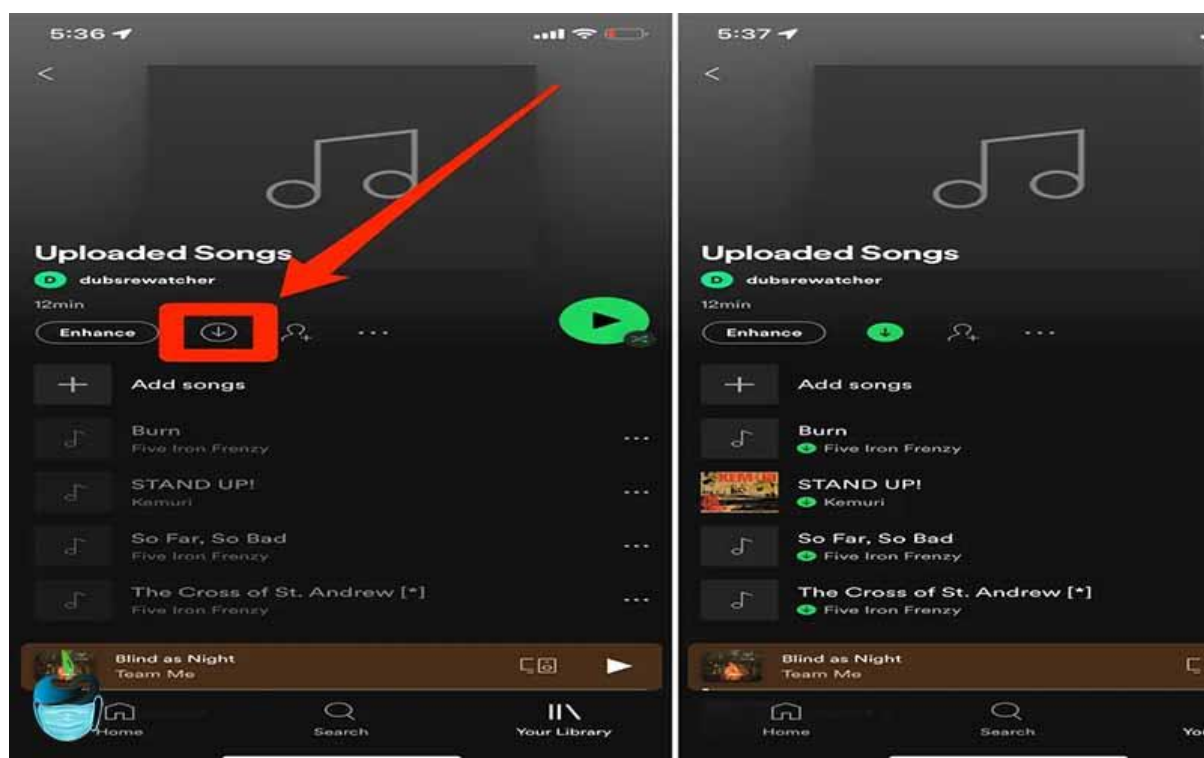 5:36
Uploaded Songs
D dubsrewatcher
12min
Enhance
Add songs
Burn
Five Iron Frenzy
STAND UP!
Kemuri
So Far, So Bad
Five Iron Frenzy
The Cross of St. Andrew [*]
Five Iron Frenzy
Blind as Night
Team Me
Home
Search
Your Library
5:37
Uploaded Songs
D dubsrewatcher
12min
Enhance
Add songs
Burn
Five Iron Frenzy
KEMURI
STAND UP!
Kemuri
So Far, So Bad
Five Iron Frenzy
The Cross of St. Andrew [*]
Five Iron Frenzy
Blind as Night
Team Me
Home
Search
You